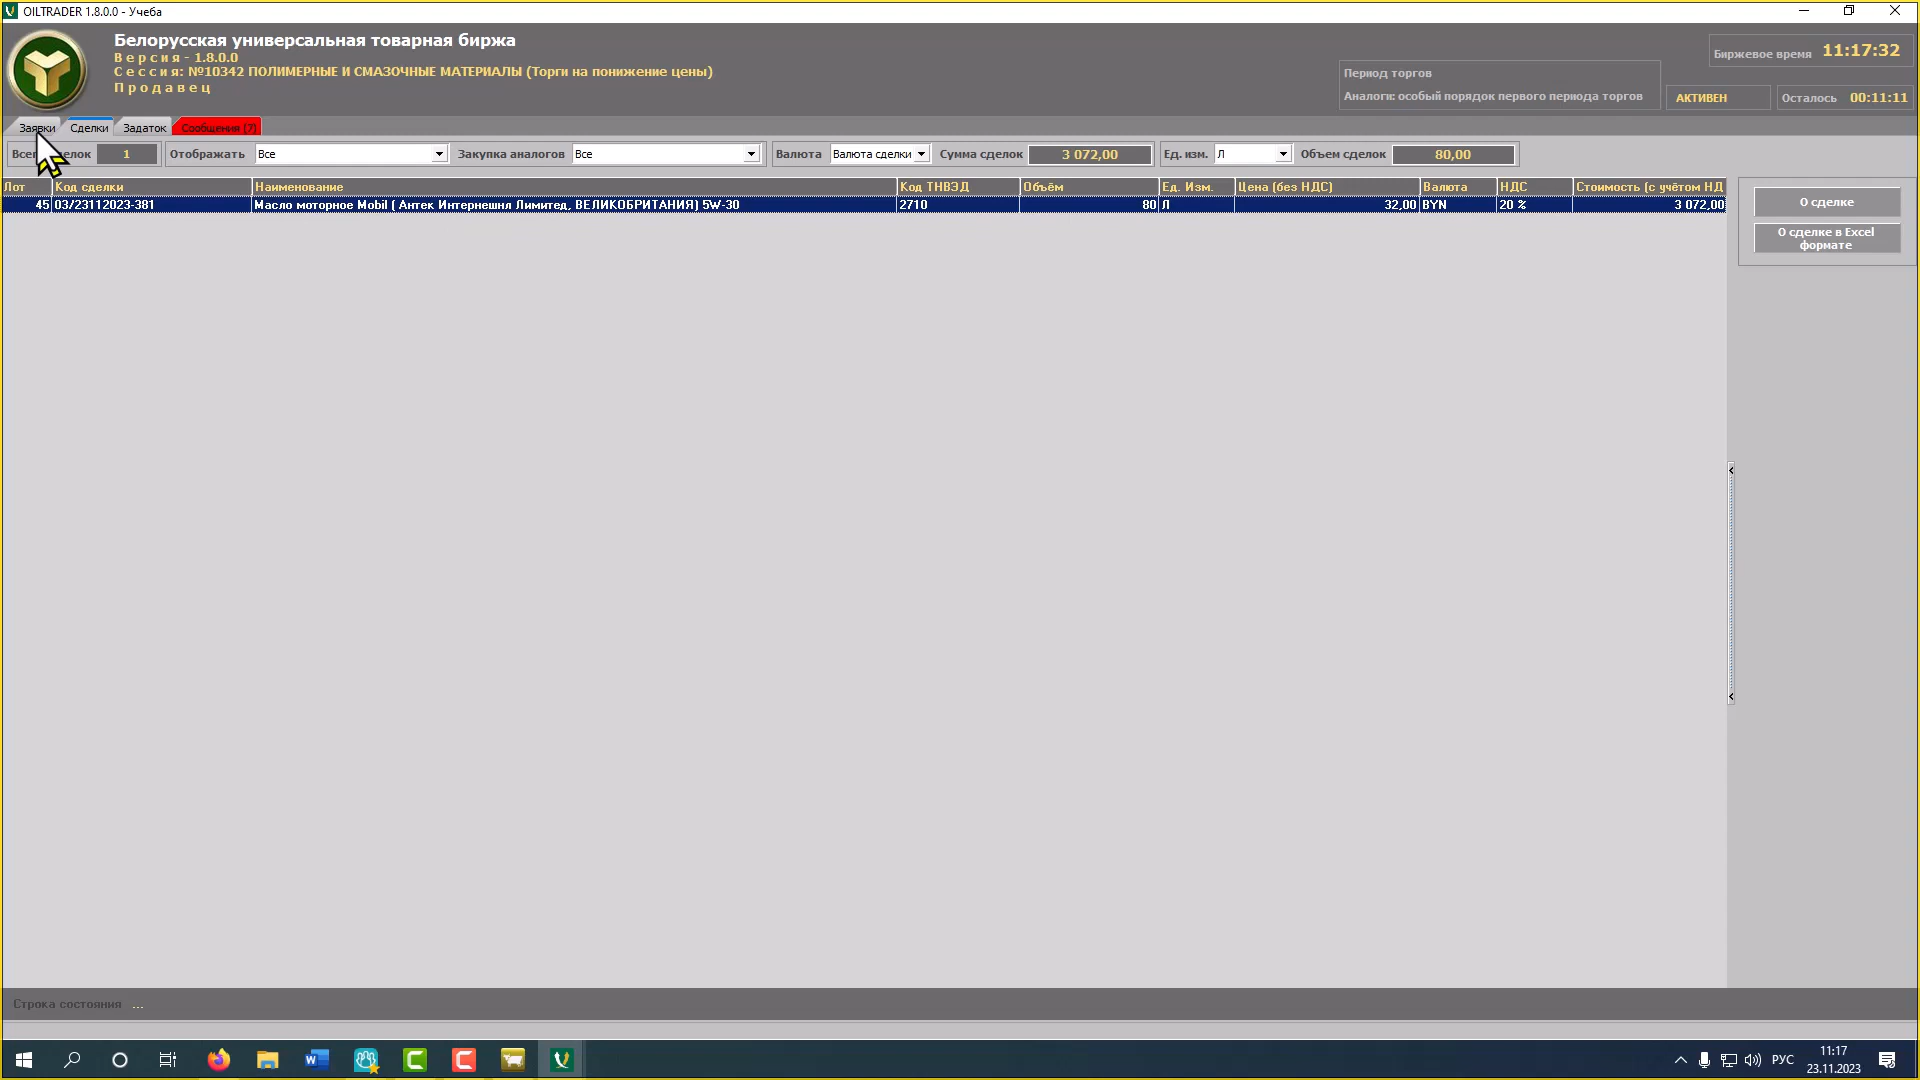 OILTRADER 1.8.0.0 - Учеба
Белорусская универсальная товарная биржа
Версия - 1.8.0.0
Сессия: №10342 ПОЛИМЕРНЫЕ И СМАЗОЧНЫЕ МАТЕРИАЛЫ (Торги на понижение цены)
Продавец
Биржевое время 11:17:32
Период торгов
Аналоги: особый порядок первого периода торгов
АКТИВЕН
Осталось 00:11:11
Заявки Сделки Задаток Сообщения (7)
1 Отображать Все Закупка аналогов Все Валюта Валюта сделки Сумма сделок 3 072,00 Ед. изм. Л Объем сделок 80,00
Лот Код сделки Наименование Код ТНВЭД Объём Ед. Изм. Цена (без НДС) Валюта НДС Стоимость (с учётом НД
45 03/23112023-381 Масло моторное Mobil ( Антек Интернешнл Лимитед, ВЕЛИКОБРИТАНИЯ) 5W-30 2710 80 Л 32,00 BYN 20 % 3 072,00
О сделке
О сделке в Excel
формате
Строка состояния ...
РУС
11:17
23.11.2023